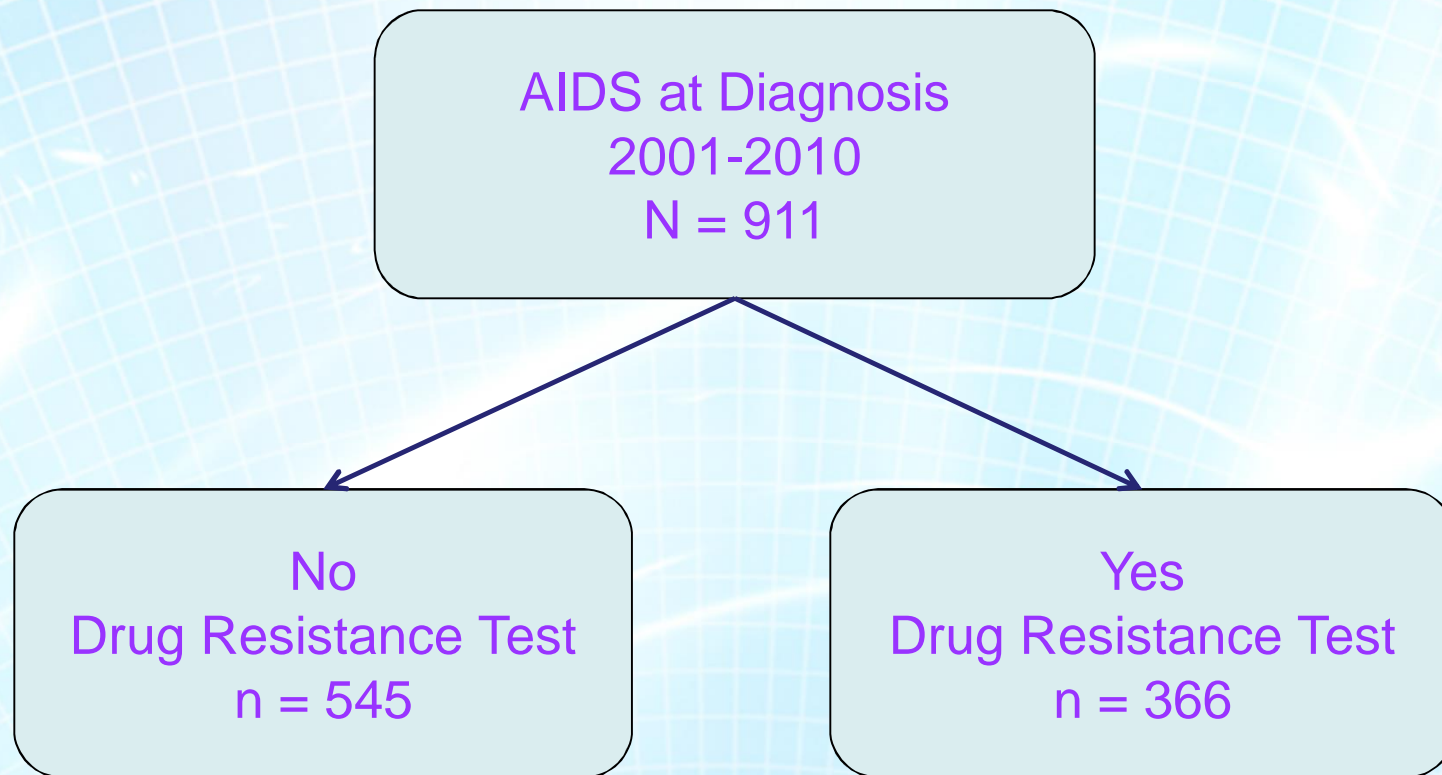 AIDS at Diagnosis
2001-2010
N = 911
No
Drug Resistance Test
n = 545
Yes
Drug Resistance Test
n = 366